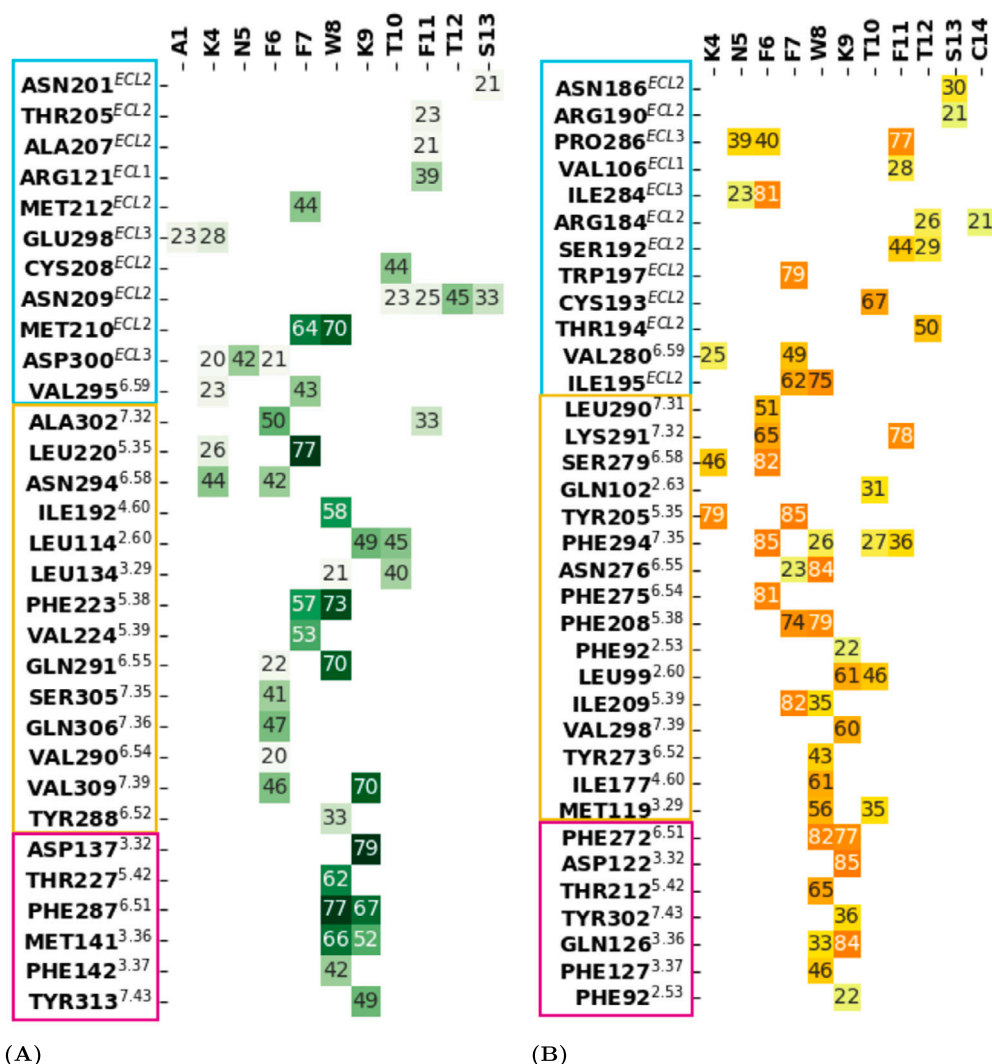 A1 K4 N5 F6 F7 W8 K9 T10 F11 T12 S13
ASN201ECL2 21
THR205ECL2 23
ALA207ECL2 21
ARG121ECL1 39
MET212ECL2 44
GLU298ECL3 23 28
CYS208ECL2 44
ASN209ECL2 23 25 45 33
MET210ECL2 64 70
ASP300ECL3 20 42 21
VAL2956.59 23 43
ALA3027.32 50 33
LEU2205.35 26 77
ASN2946.58 44 42
ILE1924.60 58
LEU1142.60 49 45
LEU1343.29 21 40
PHE2235.38 57 73
VAL2245.39 53
GLN2916.55 22 70
SER3057.35 41
GLN3067.36 47
VAL2906.54 20
VAL3097.39 46 70
TYR2886.52 33
ASP1373.32 79
THR2275.42 62
PHE2876.51 77 67
MET1413.36 66 52
PHE1423.37 42
TYR3137.43 49
(A)
K4 N5 F6 F7 W8 K9 T10 F11 T12 S13 C14
ASN186ECL2 30
ARG190ECL2 21
PRO286ECL3 39 40 77
VAL106ECL1 28
ILE284ECL3 23 81
ARG184ECL2 26 21
SER192ECL2 44 29
TRP197ECL2 79
CYS193ECL2 67
THR194ECL2 50
VAL2806.59 25 49
ILE195ECL2 62 75
LEU2907.31 51
LYS2917.32 65 78
SER2796.58 46 82
GLN1022.63 31
TYR2055.35 79 85
PHE2947.35 85 26 27 36
ASN2766.55 23 84
PHE2756.54 81
PHE2085.38 74 79
PHE922.53 22
LEU992.60 61 46
ILE2095.39 82 35
VAL2987.39 60
TYR2736.52 43
ILE1774.60 61
MET1193.29 56 35
PHE2726.51 82 77
ASP1223.32 85
THR2125.42 65
TYR3027.43 36
GLN1263.36 33 84
PHE1273.37 46
PHE922.53 22
(B)